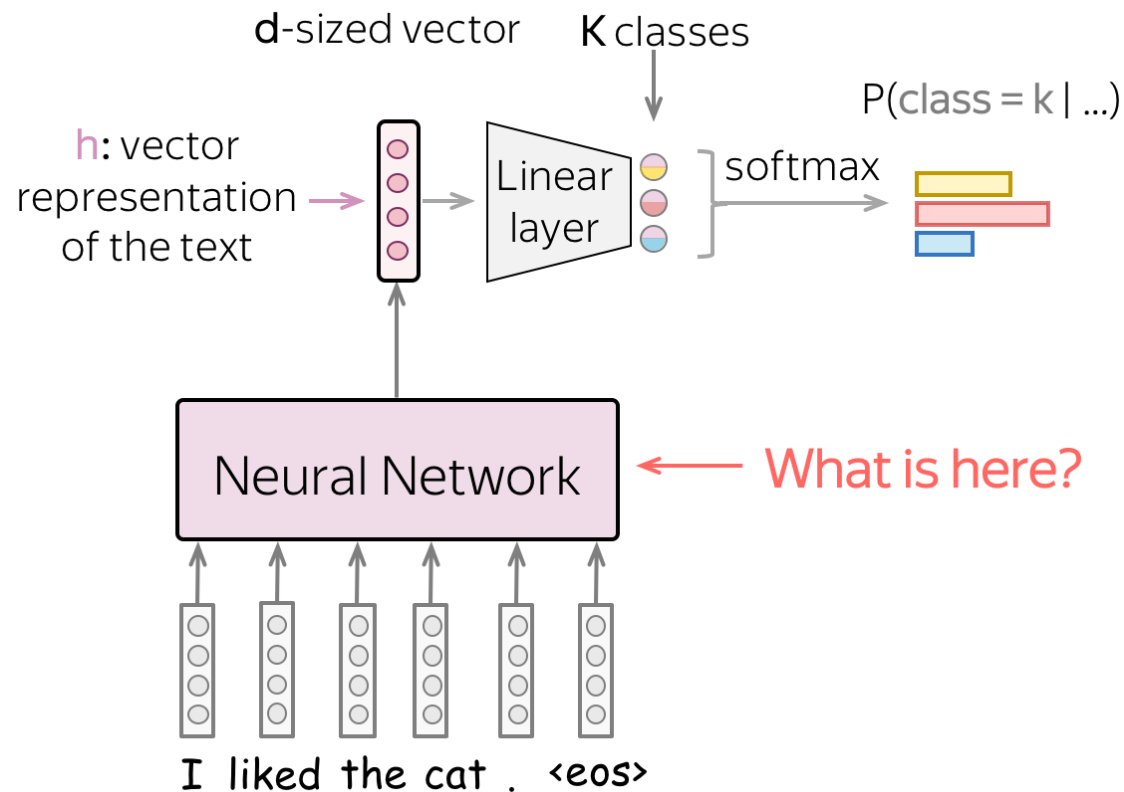 d-sized vector
K classes
P(class = k | ...)
h: vector
representation
of the text
Linear
layer
softmax
Neural Network
What is here?
I liked the cat . <eos>